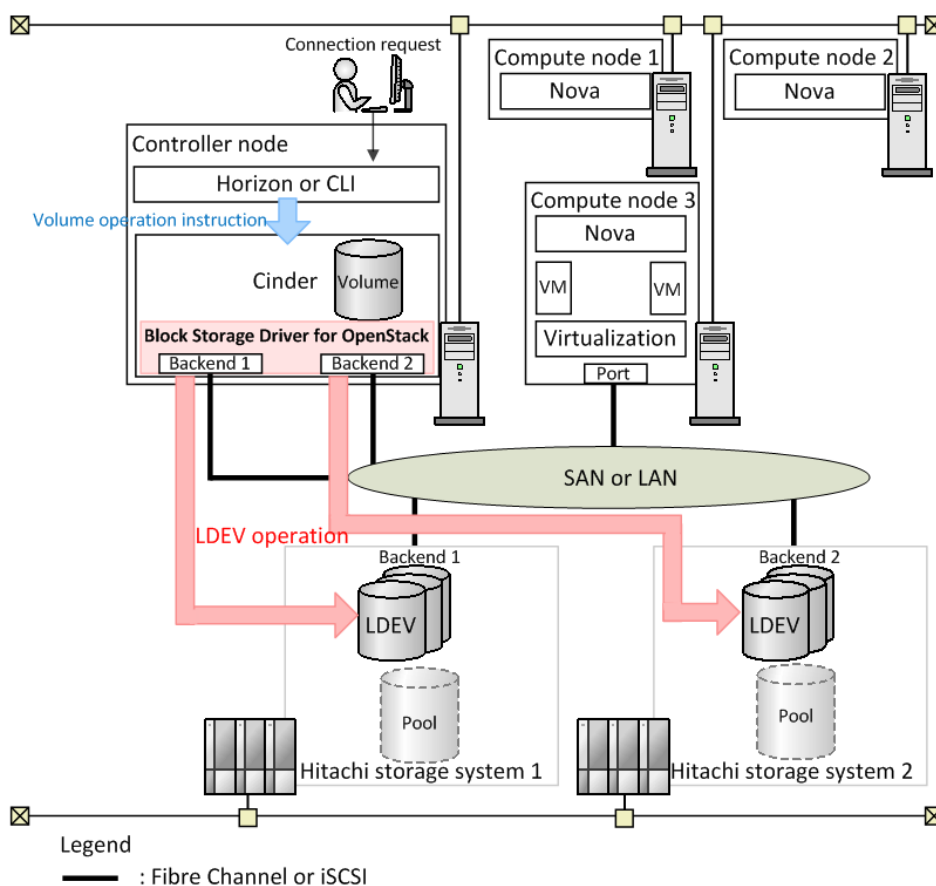 Connection request
Compute node 1
Nova
Compute node 2
Nova
Controller node
Horizon or CLI
Volume operation instruction
Compute node 3
Nova
VM
VM
Virtualization
Port
Cinder
Volume
Block Storage Driver for OpenStack
Backend 1
Backend 2
SAN or LAN
LDEV operation
Backend 1
LDEV
Pool
Hitachi storage system 1
Backend 2
LDEV
Pool
Hitachi storage system 2
Legend
: Fibre Channel or iSCSI